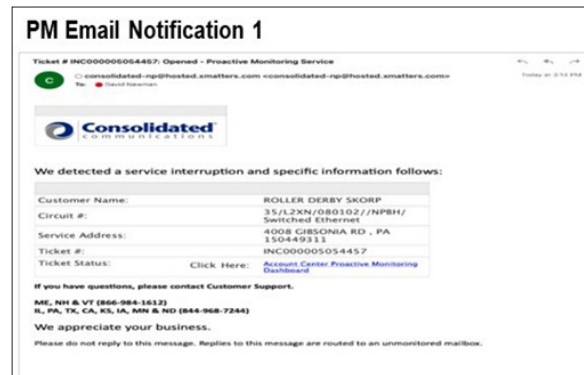 PM Email Notification 1
Ticket # INC000005054457: Opened - Proactive Monitoring Service
C
consolidated-np@hosted.xmatters.com <consolidated-np@hosted.xmatters.com>
Today at 2:14 PM
To: David Newman
Consolidated
communications
We detected a service interruption and specific information follows:
Customer Name: ROLLER DERBY SKORP
Circuit #: 35/L2XN/080102//NPBH/
Switched Ethernet
Service Address: 4008 GIBSONIA RD , PA
150449311
Ticket #: INC000005054457
Ticket Status: Click Here: Account Center Proactive Monitoring
Dashboard
If you have questions, please contact Customer Support.
ME, NH & VT (866-984-1612)
IL, PA, TX, CA, KS, IA, MN & ND (844-968-7244)
We appreciate your business.
Please do not reply to this message. Replies to this message are routed to an unmonitored mailbox.